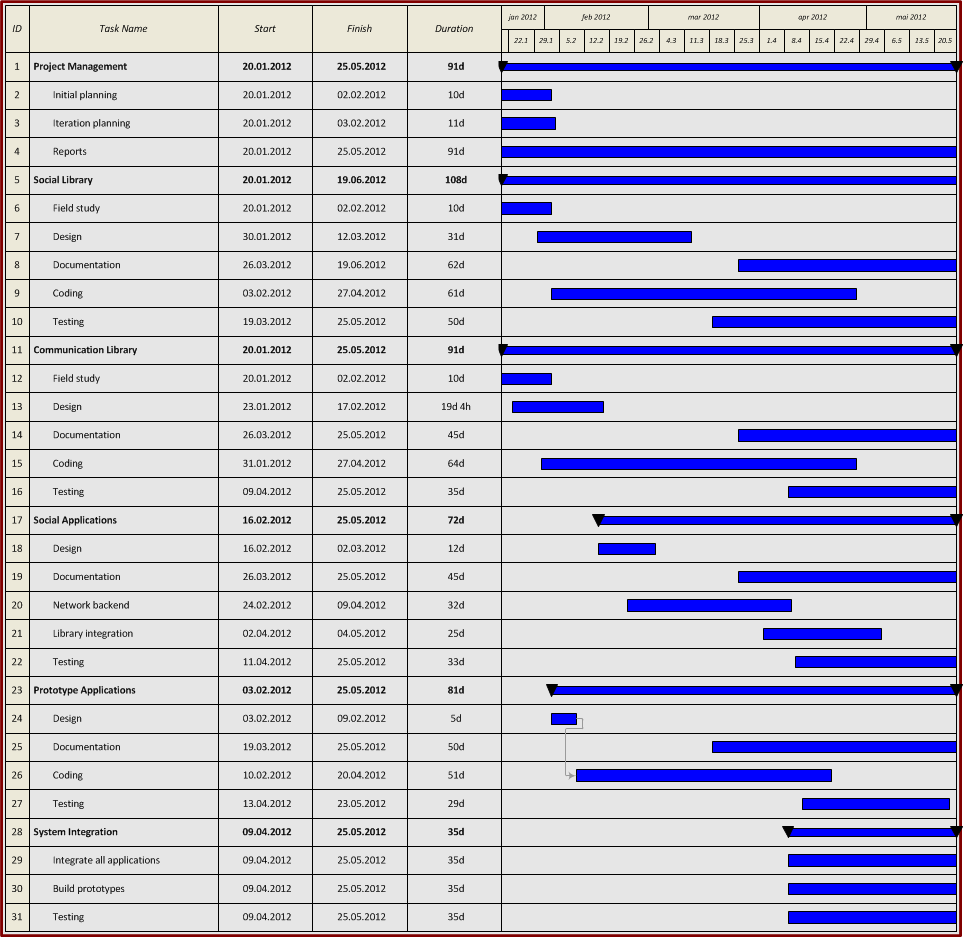 ID Task Name Start Finish Duration jan 2012 feb 2012 mar 2012 apr 2012 mai 2012
22.1 29.1 5.2 12.2 19.2 26.2 4.3 11.3 18.3 25.3 1.4 8.4 15.4 22.4 29.4 6.5 13.5 20.5
1 Project Management 20.01.2012 25.05.2012 91d
2 Initial planning 20.01.2012 02.02.2012 10d
3 Iteration planning 20.01.2012 03.02.2012 11d
4 Reports 20.01.2012 25.05.2012 91d
5 Social Library 20.01.2012 19.06.2012 108d
6 Field study 20.01.2012 02.02.2012 10d
7 Design 30.01.2012 12.03.2012 31d
8 Documentation 26.03.2012 19.06.2012 62d
9 Coding 03.02.2012 27.04.2012 61d
10 Testing 19.03.2012 25.05.2012 50d
11 Communication Library 20.01.2012 25.05.2012 91d
12 Field study 20.01.2012 02.02.2012 10d
13 Design 23.01.2012 17.02.2012 19d 4h
14 Documentation 26.03.2012 25.05.2012 45d
15 Coding 31.01.2012 27.04.2012 64d
16 Testing 09.04.2012 25.05.2012 35d
17 Social Applications 16.02.2012 25.05.2012 72d
18 Design 16.02.2012 02.03.2012 12d
19 Documentation 26.03.2012 25.05.2012 45d
20 Network backend 24.02.2012 09.04.2012 32d
21 Library integration 02.04.2012 04.05.2012 25d
22 Testing 11.04.2012 25.05.2012 33d
23 Prototype Applications 03.02.2012 25.05.2012 81d
24 Design 03.02.2012 09.02.2012 5d
25 Documentation 19.03.2012 25.05.2012 50d
26 Coding 10.02.2012 20.04.2012 51d
27 Testing 13.04.2012 23.05.2012 29d
28 System Integration 09.04.2012 25.05.2012 35d
29 Integrate all applications 09.04.2012 25.05.2012 35d
30 Build prototypes 09.04.2012 25.05.2012 35d
31 Testing 09.04.2012 25.05.2012 35d